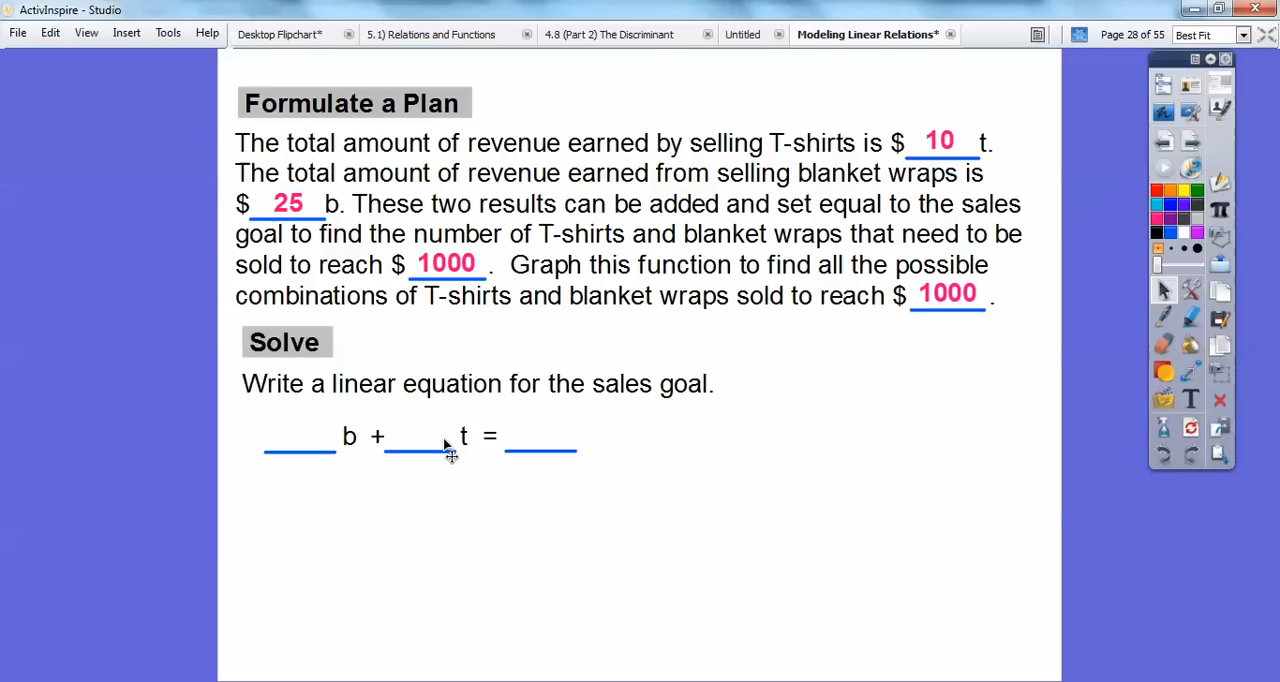 ActivInspire - Studio
File Edit View Insert Tools Help
Desktop Flipchart* 5.1) Relations and Functions 4.8 (Part 2) The Discriminant Untitled Modeling Linear Relations* Page 28 of 55 Best Fit
Formulate a Plan
The total amount of revenue earned by selling T-shirts is $ 10 t.
The total amount of revenue earned from selling blanket wraps is
$ 25 b. These two results can be added and set equal to the sales
goal to find the number of T-shirts and blanket wraps that need to be
sold to reach $ 1000 . Graph this function to find all the possible
combinations of T-shirts and blanket wraps sold to reach $ 1000 .
Solve
Write a linear equation for the sales goal.
____ b + ____ t = ____